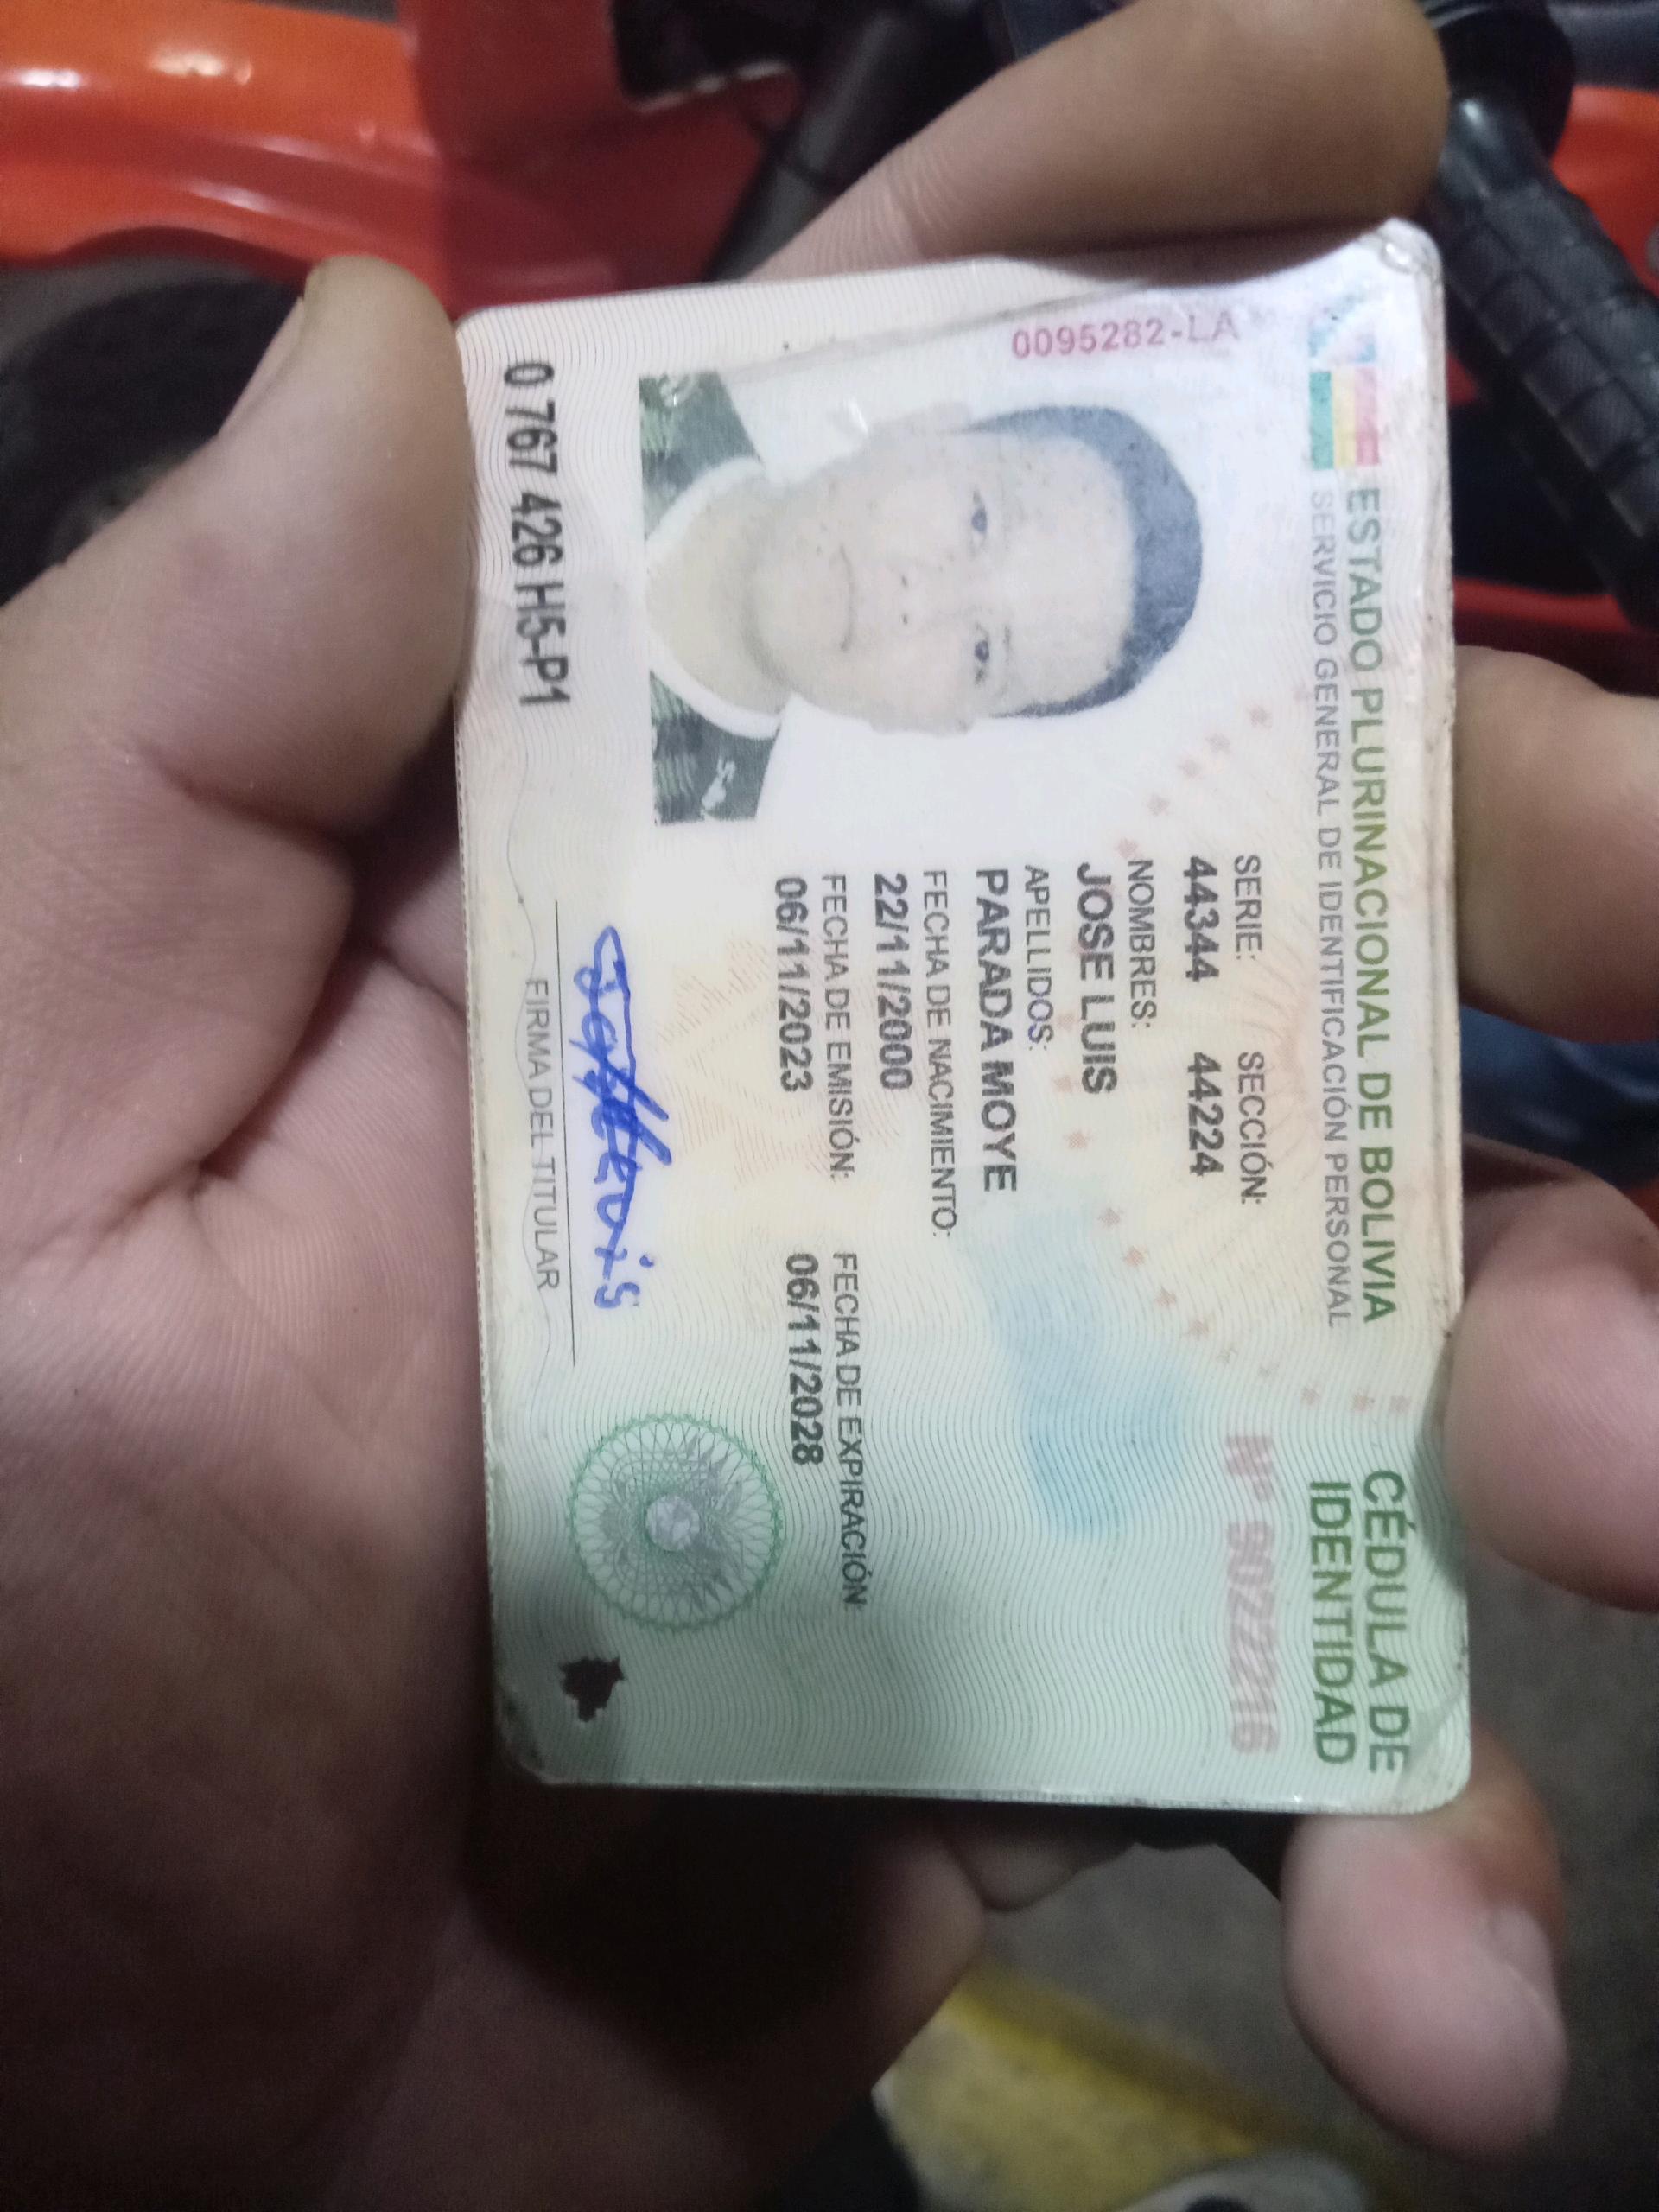 ESTADO PLURINACIONAL DE BOLIVIA
SERVICIO GENERAL DE IDENTIFICACIÓN PERSONAL
CÉDULA DE
IDENTIDAD
0095282-LA
Nº 9022216
SERIE: SECCIÓN:
44344 44224
NOMBRES:
JOSE LUIS
APELLIDOS:
PARADA MOYE
FECHA DE NACIMIENTO:
22/11/2000
FECHA DE EMISIÓN: FECHA DE EXPIRACIÓN:
06/11/2023 06/11/2028
FIRMA DEL TITULAR
0 767 426 H5-P1